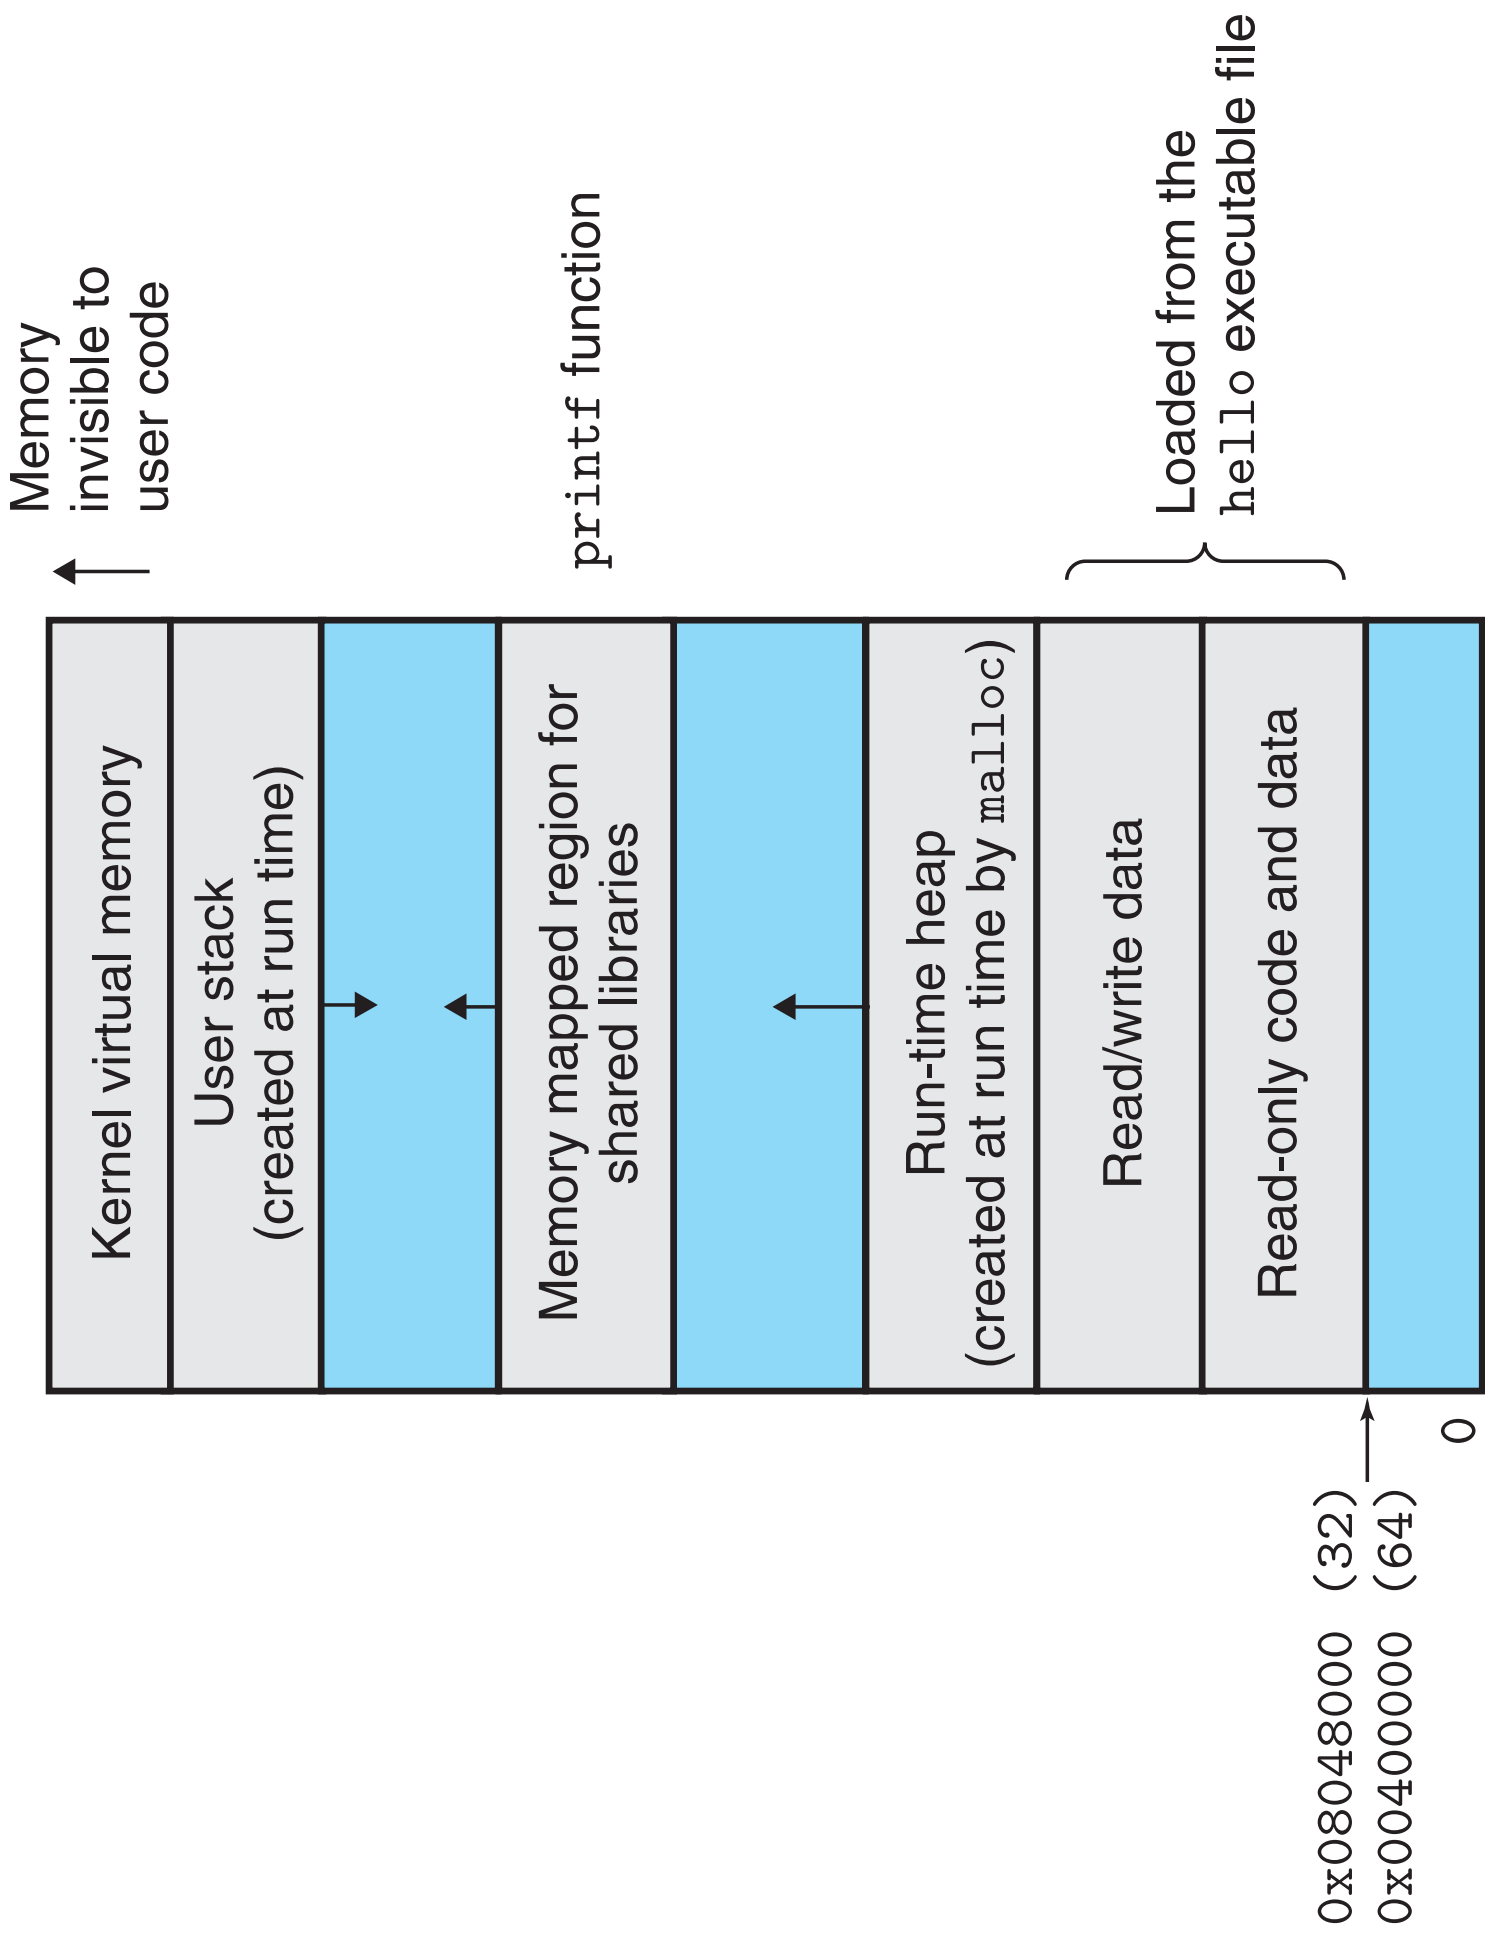 Memory
invisible to
user code
Kernel virtual memory
User stack
(created at run time)
printf function
Memory mapped region for
shared libraries
Run-time heap
(created at run time by malloc)
Read/write data
Loaded from the
hello executable file
Read-only code and data
0x08048000 (32)
0x00400000 (64)
0